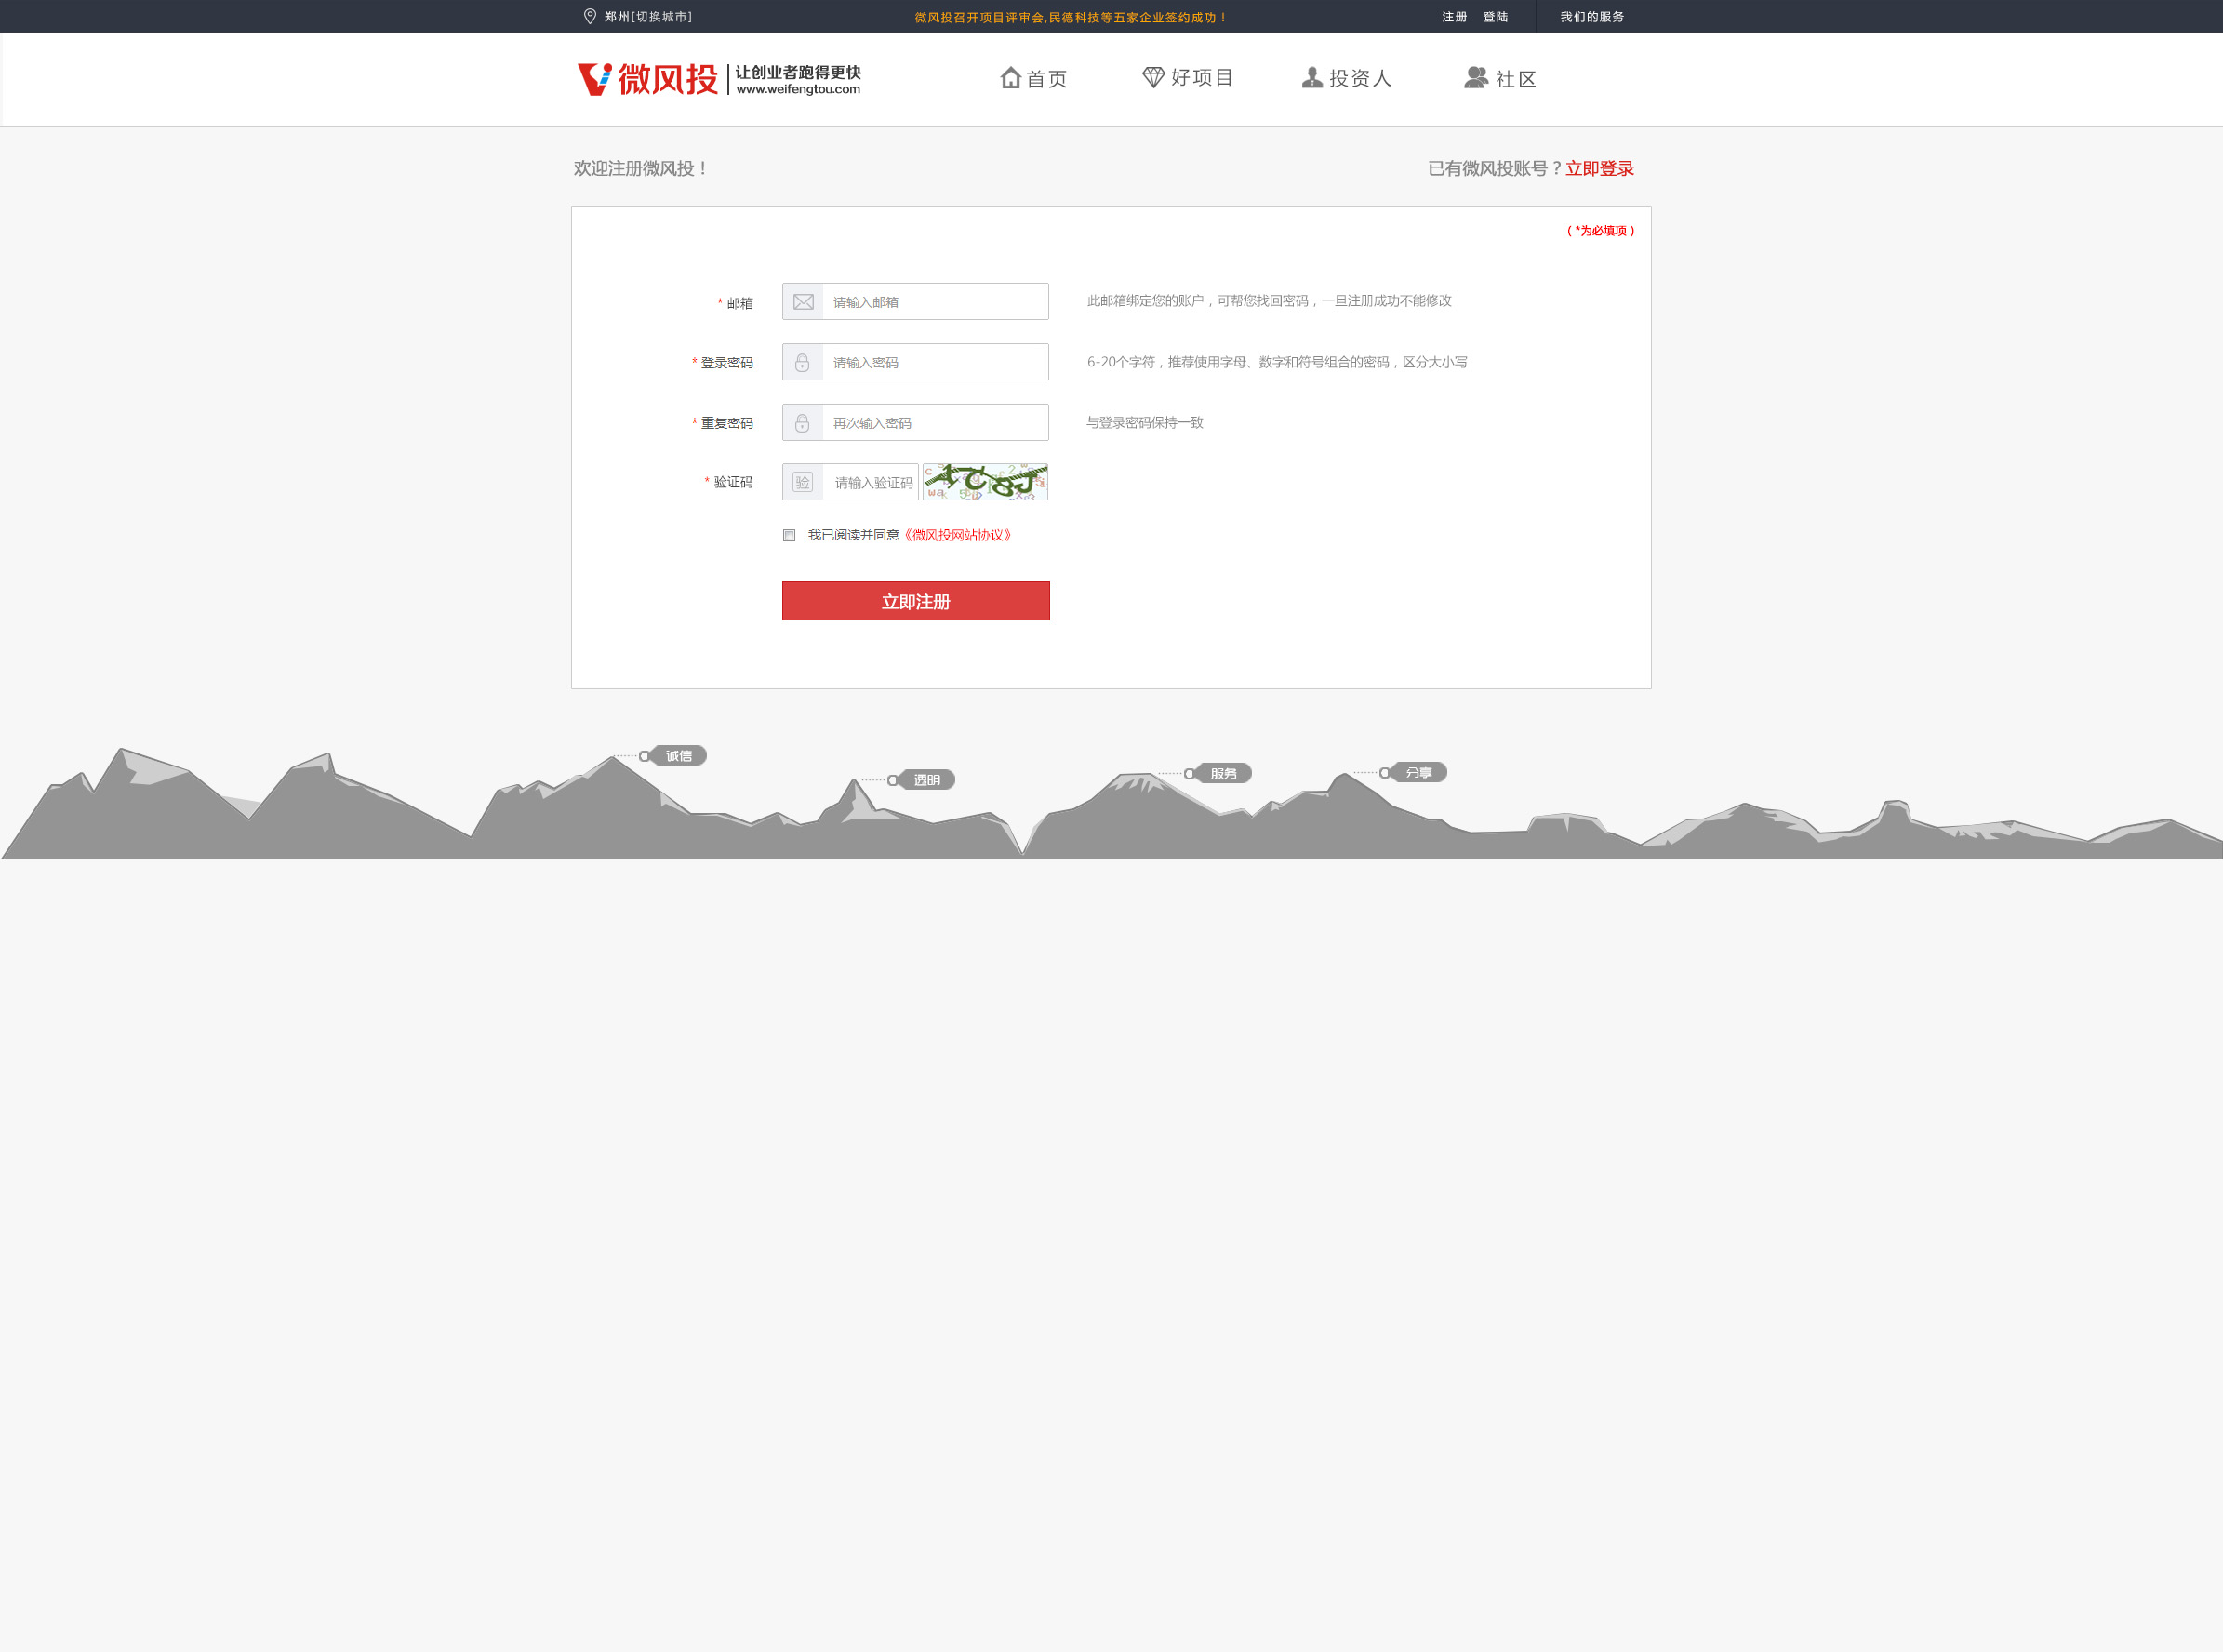 郑州[切换城市]
微风投召开项目评审会,民德科技等五家企业签约成功！
注册 登陆 我们的服务
微风投 让创业者跑得更快
www.weifengtou.com
首页 好项目 投资人 社区
欢迎注册微风投！
已有微风投账号？立即登录
（*为必填项）
* 邮箱 请输入邮箱 此邮箱绑定您的账户，可帮您找回密码，一旦注册成功不能修改
* 登录密码 请输入密码 6-20个字符，推荐使用字母、数字和符号组合的密码，区分大小写
* 重复密码 再次输入密码 与登录密码保持一致
* 验证码 验 请输入验证码
我已阅读并同意《微风投网站协议》
立即注册
诚信
透明
服务
分享